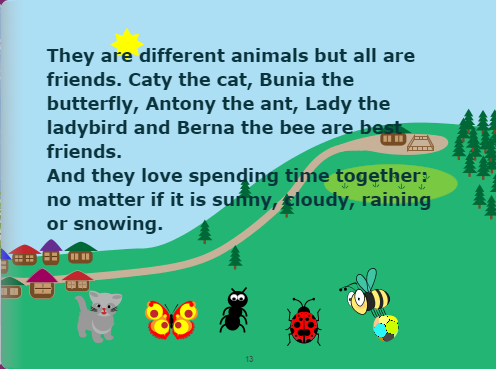 They are different animals but all are
friends. Caty the cat, Bunia the
butterfly, Antony the ant, Lady the
ladybird and Berna the bee are best
friends.
And they love spending time together:
no matter if it is sunny, cloudy, raining
or snowing.
13